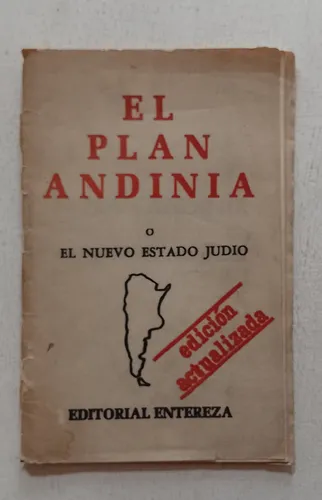 EL
PLAN
ANDINIA
O
EL NUEVO ESTADO JUDIO
edición
actualizada
EDITORIAL ENTEREZA